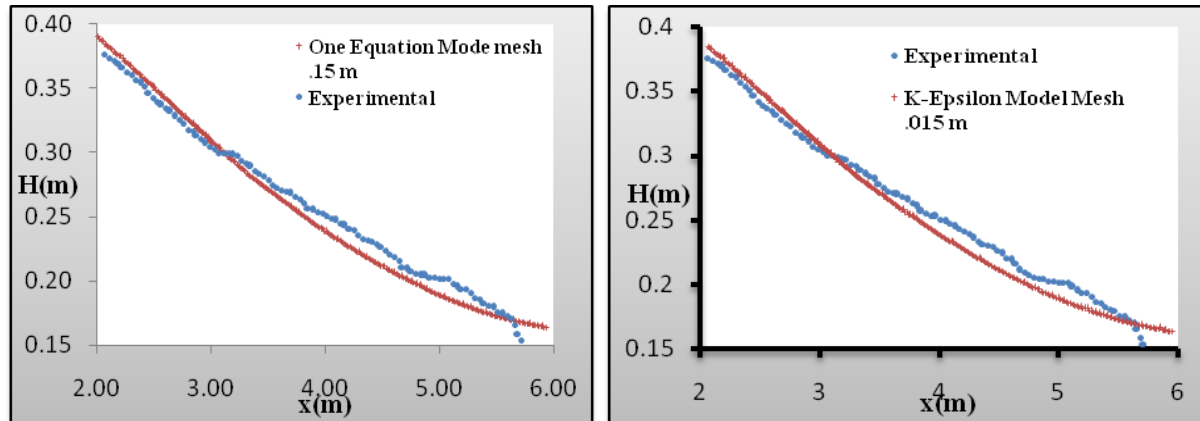 0.40
0.35
0.30
H(m)
0.25
0.20
0.15
One Equation Mode mesh
.15 m
Experimental
2.00 3.00 4.00 5.00 6.00
x(m)
0.4
0.35
0.3
H(m)
0.25
0.2
0.15
Experimental
K-Epsilon Model Mesh
.015 m
2 3 4 5 6
x(m)